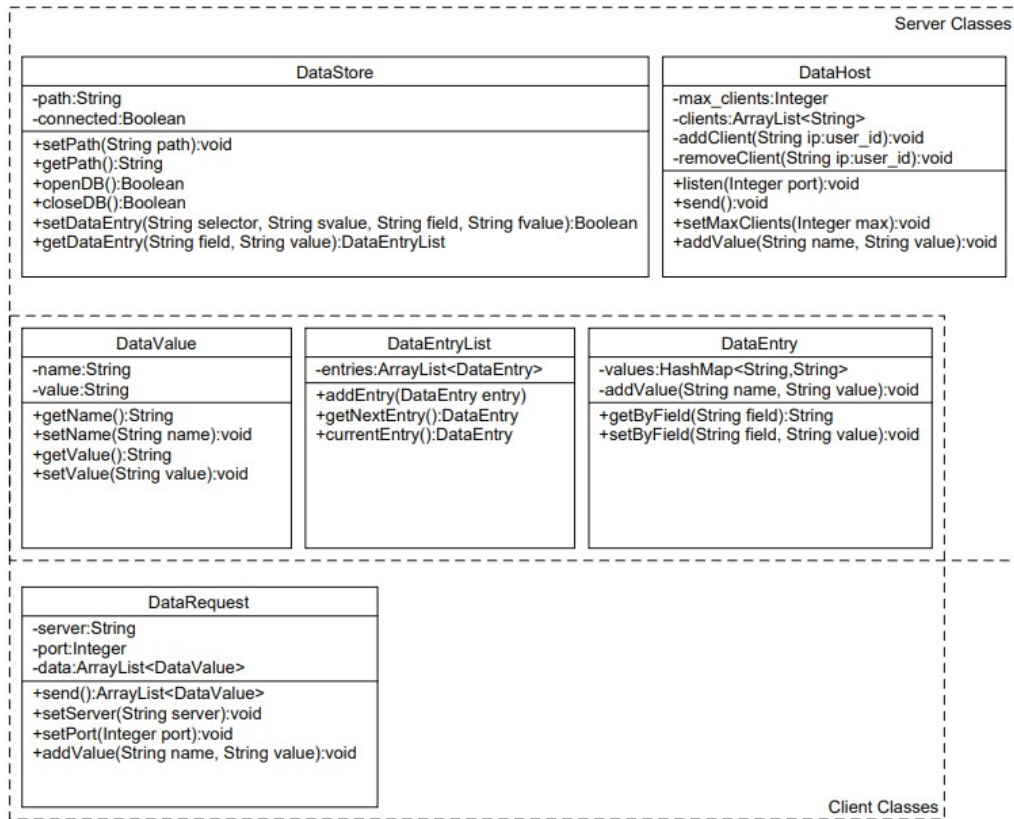 Server Classes
DataStore
-path:String
-connected:Boolean
+setPath(String path):void
+getPath():String
+openDB():Boolean
+closeDB():Boolean
+setDataEntry(String selector, String svalue, String field, String fvalue):Boolean
+getDataEntry(String field, String value):DataEntryList
DataHost
-max_clients:Integer
-clients:ArrayList<String>
-addClient(String ip:user_id):void
-removeClient(String ip:user_id):void
+listen(Integer port):void
+send():void
+setMaxClients(Integer max):void
+addValue(String name, String value):void
DataValue
-name:String
-value:String
+getName():String
+setName(String name):void
+getValue():String
+setValue(String value):void
DataEntryList
-entries:ArrayList<DataEntry>
+addEntry(DataEntry entry)
+getNextEntry():DataEntry
+currentEntry():DataEntry
DataEntry
-values:HashMap<String,String>
-addValue(String name, String value):void
+getByField(String field):String
+setByField(String field, String value):void
DataRequest
-server:String
-port:Integer
-data:ArrayList<DataValue>
+send():ArrayList<DataValue>
+setServer(String server):void
+setPort(Integer port):void
+addValue(String name, String value):void
Client Classes